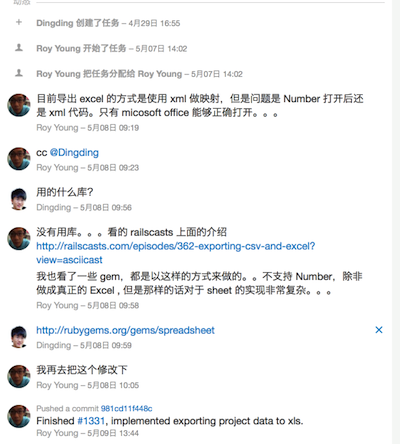 动态
Dingding 创建了任务 – 4月29日 16:55
Roy Young 开始了任务 – 5月07日 14:02
Roy Young 把任务分配给 Roy Young – 5月07日 14:02
目前导出 excel 的方式是使用 xml 做映射，但是问题是 Number 打开后还
是 xml 代码。只有 micosoft office 能够正确打开。。。
Roy Young – 5月08日 09:19
cc @Dingding
Roy Young – 5月08日 09:23
用的什么库？
Dingding – 5月08日 09:56
没有用库。。。看的 railscasts 上面的介绍
http://railscasts.com/episodes/362-exporting-csv-and-excel?
view=asciicast
我也看了一些 gem，都是以这样的方式来做的。。不支持 Number，除非
做成真正的 Excel , 但是那样的话对于 sheet 的实现非常复杂。。。
Roy Young – 5月08日 09:58
http://rubygems.org/gems/spreadsheet
Dingding – 5月08日 09:59
我再去把这个修改下
Roy Young – 5月08日 10:05
Pushed a commit 981cd11f448c
Finished #1331, implemented exporting project data to xls.
Roy Young – 5月09日 13:44